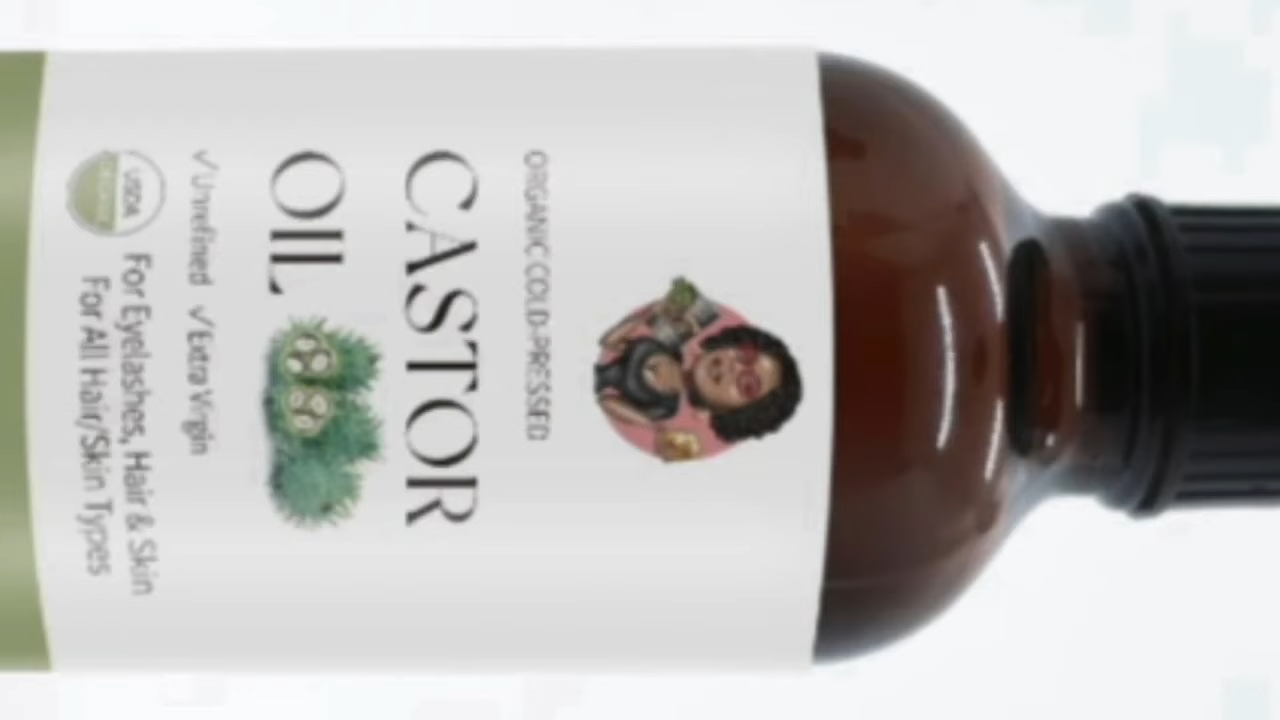 ORGANIC COLD-PRESSED
CASTOR
OIL
✓Unrefined ✓Extra Virgin
USDA
For Eyelashes, Hair & Skin
For All Hair/Skin Types